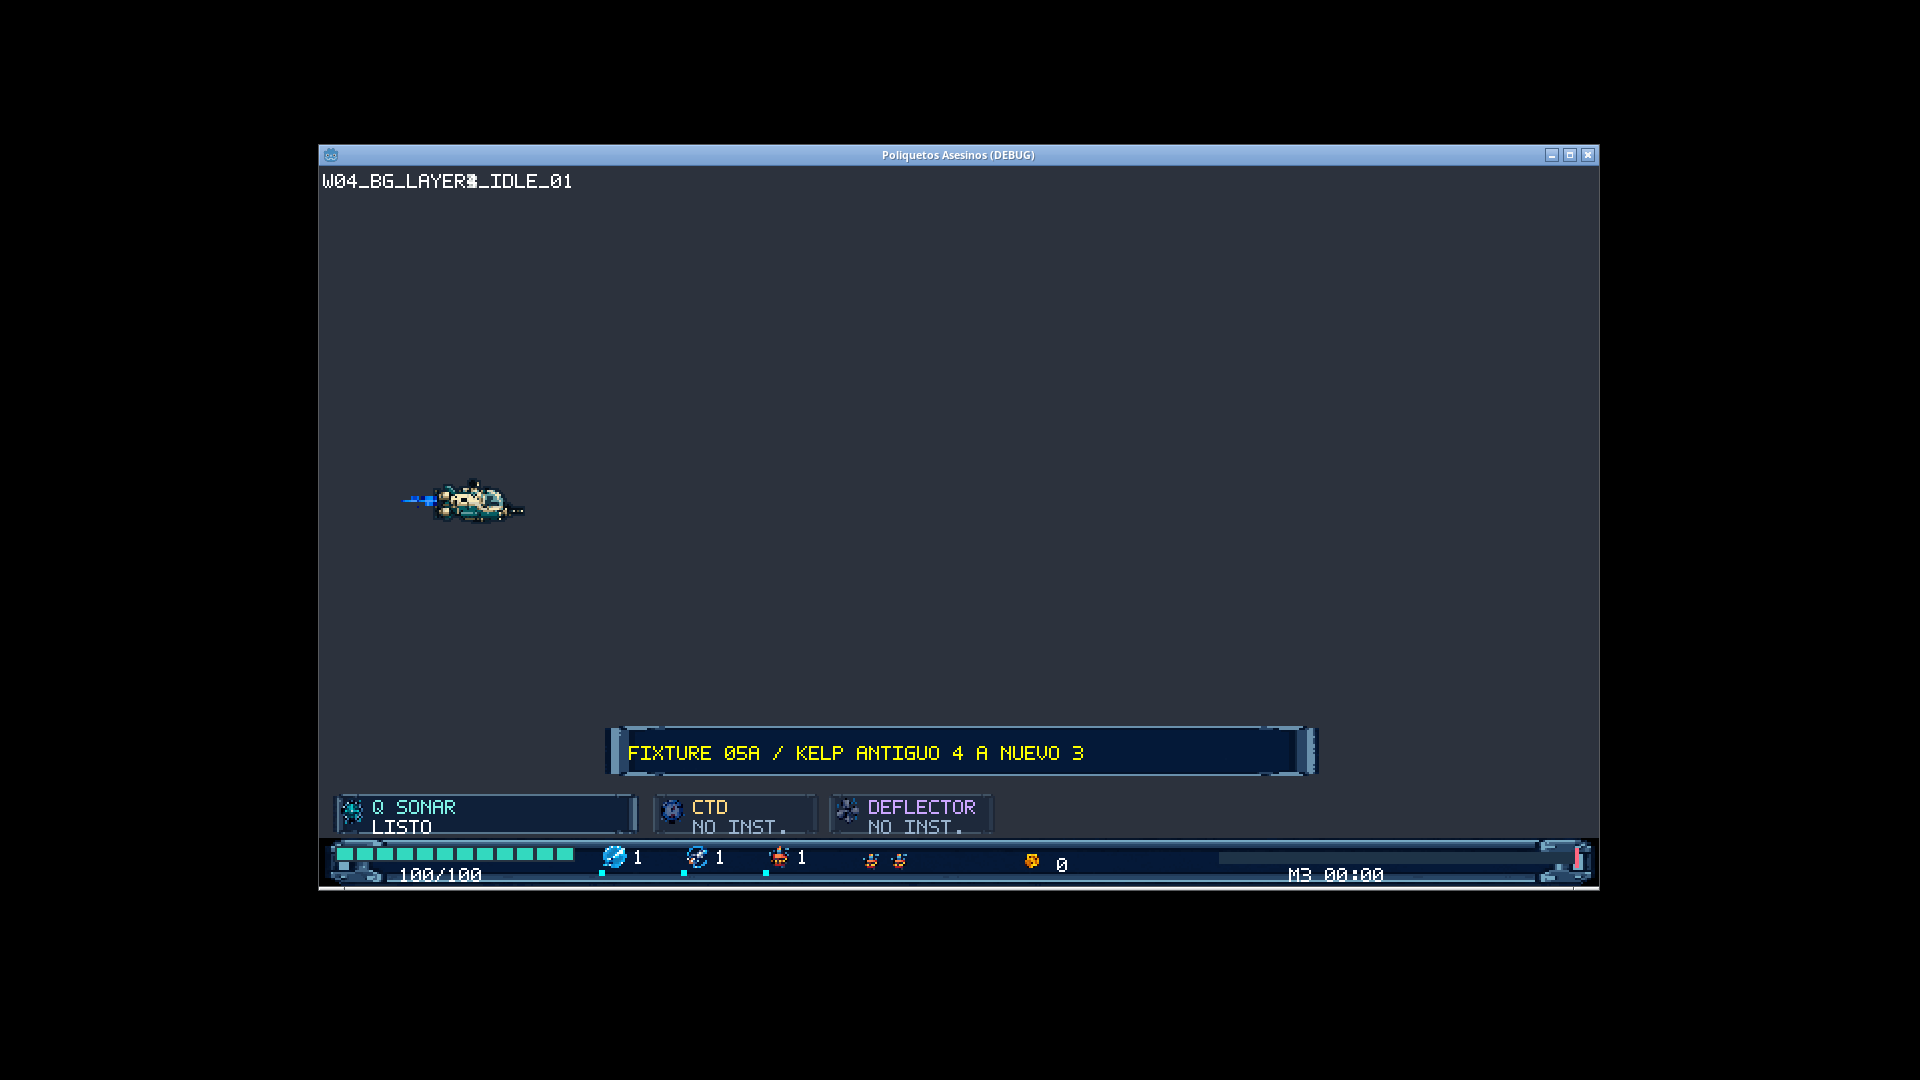 Poliquetos Asesinos (DEBUG)
_IDLE_01
FIXTURE 05A / KELP ANTIGUO 4 A NUEVO 3
Q SONAR
LISTO
CTD
NO INST.
DEFLECTOR
NO INST.
1
1
1
0
100/100
M3 00:00